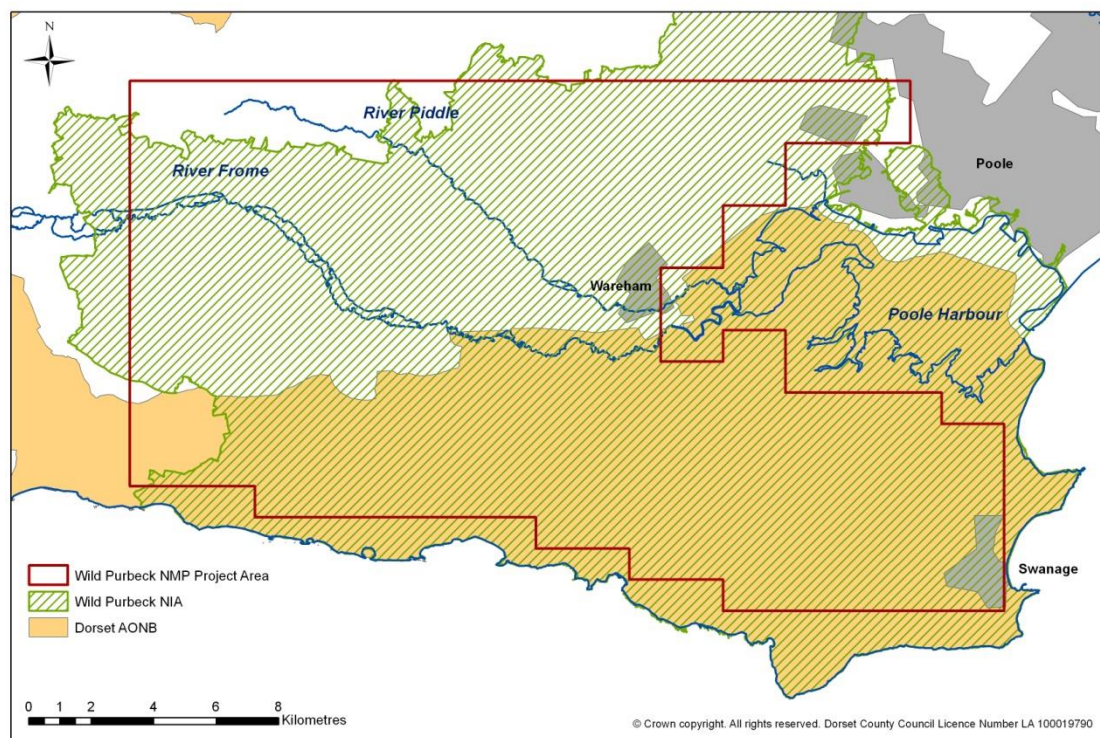 N
River Piddle
River Frome
Poole
Wareham
Poole Harbour
Swanage
Wild Purbeck NMP Project Area
Wild Purbeck NIA
Dorset AONB
0 1 2 4 6 8
Kilometres
© Crown copyright. All rights reserved. Dorset County Council Licence Number LA 100019790